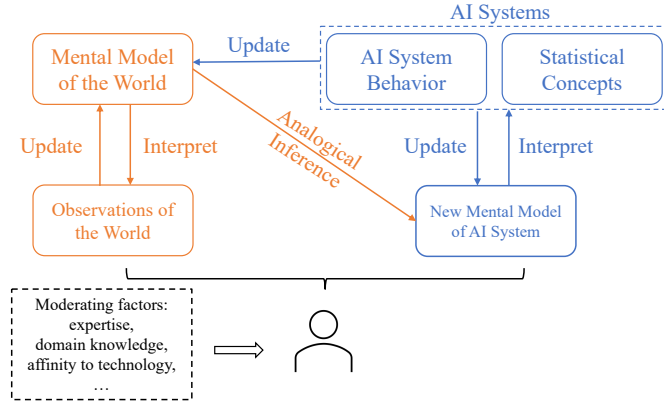 AI Systems
Update
Mental Model
of the World
AI System
Behavior
Statistical
Concepts
Analogical
Inference
Update
Interpret
Update
Interpret
Observations of
the World
New Mental Model
of AI System
Moderating factors:
expertise,
domain knowledge,
affinity to technology,
…